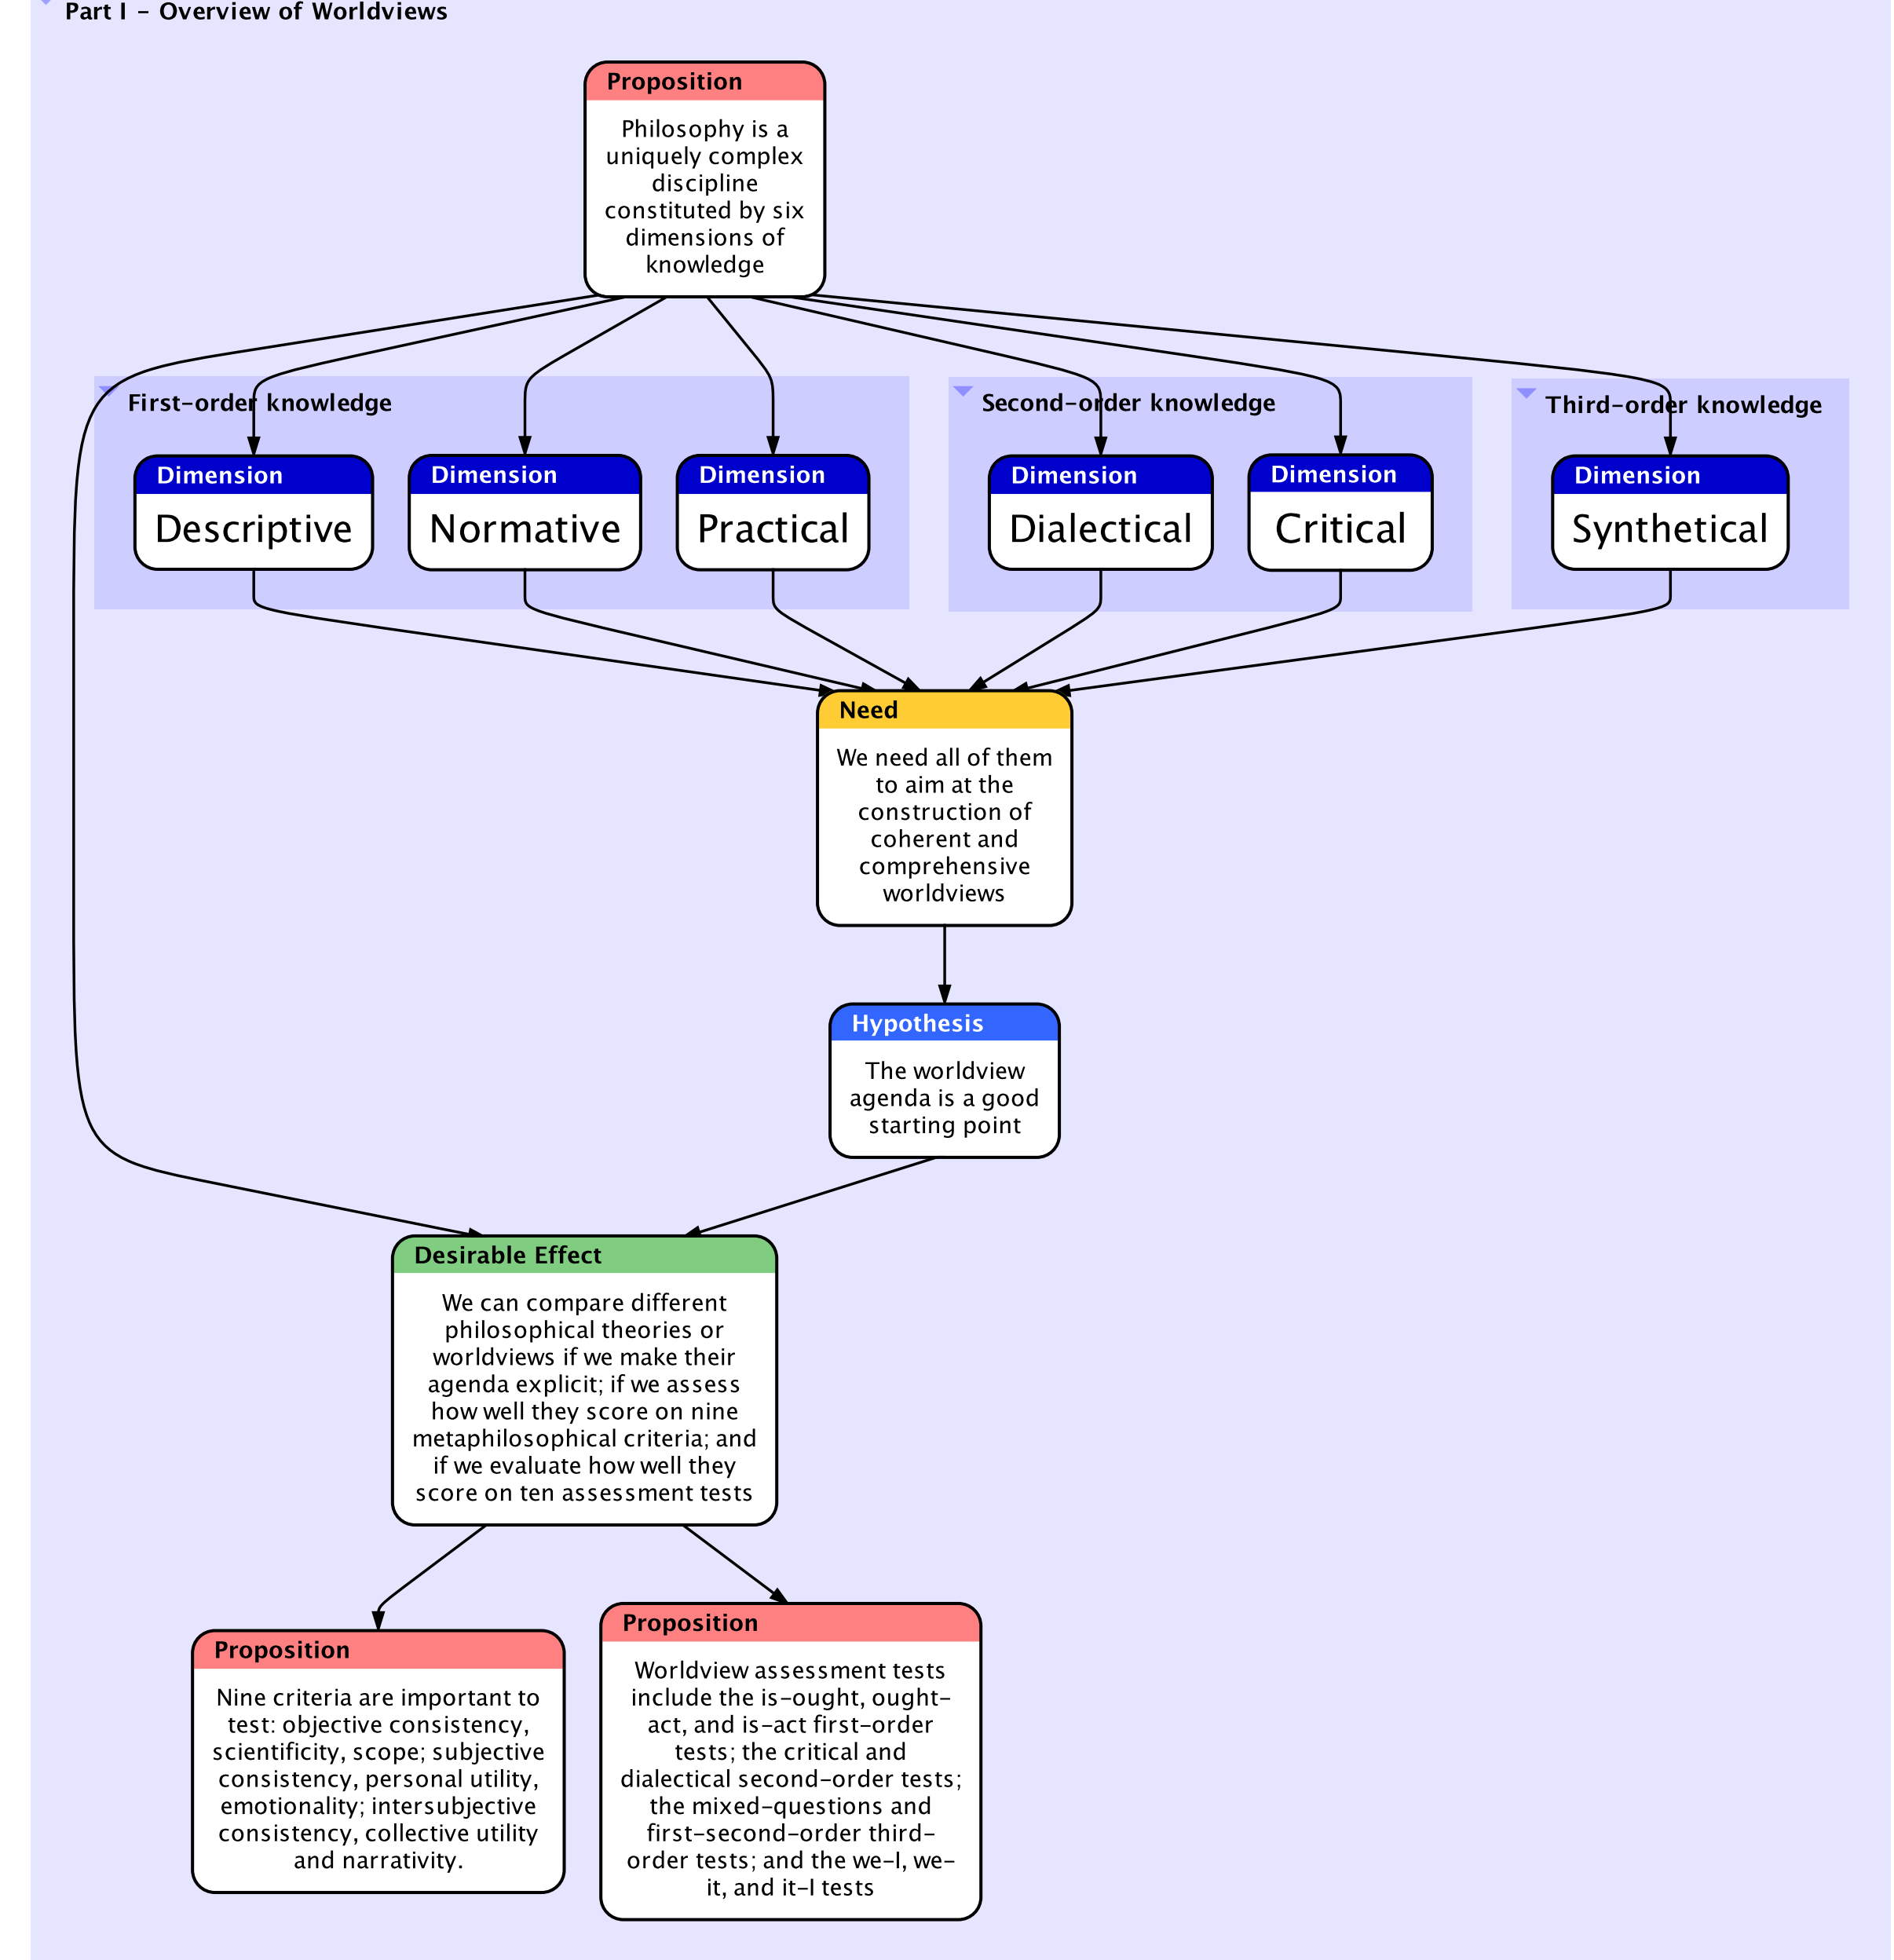 Part I – Overview of Worldviews
Proposition
Philosophy is a
uniquely complex
discipline
constituted by six
dimensions of
knowledge
First-order knowledge
Dimension
Descriptive
Dimension
Normative
Dimension
Practical
Second-order knowledge
Dimension
Dialectical
Dimension
Critical
Third-order knowledge
Dimension
Synthetical
Need
We need all of them
to aim at the
construction of
coherent and
comprehensive
worldviews
Hypothesis
The worldview
agenda is a good
starting point
Desirable Effect
We can compare different
philosophical theories or
worldviews if we make their
agenda explicit; if we assess
how well they score on nine
metaphilosophical criteria; and
if we evaluate how well they
score on ten assessment tests
Proposition
Nine criteria are important to
test: objective consistency,
scientificity, scope; subjective
consistency, personal utility,
emotionality; intersubjective
consistency, collective utility
and narrativity.
Proposition
Worldview assessment tests
include the is-ought, ought-
act, and is-act first-order
tests; the critical and
dialectical second-order tests;
the mixed-questions and
first-second-order third-
order tests; and the we-I, we-
it, and it-I tests